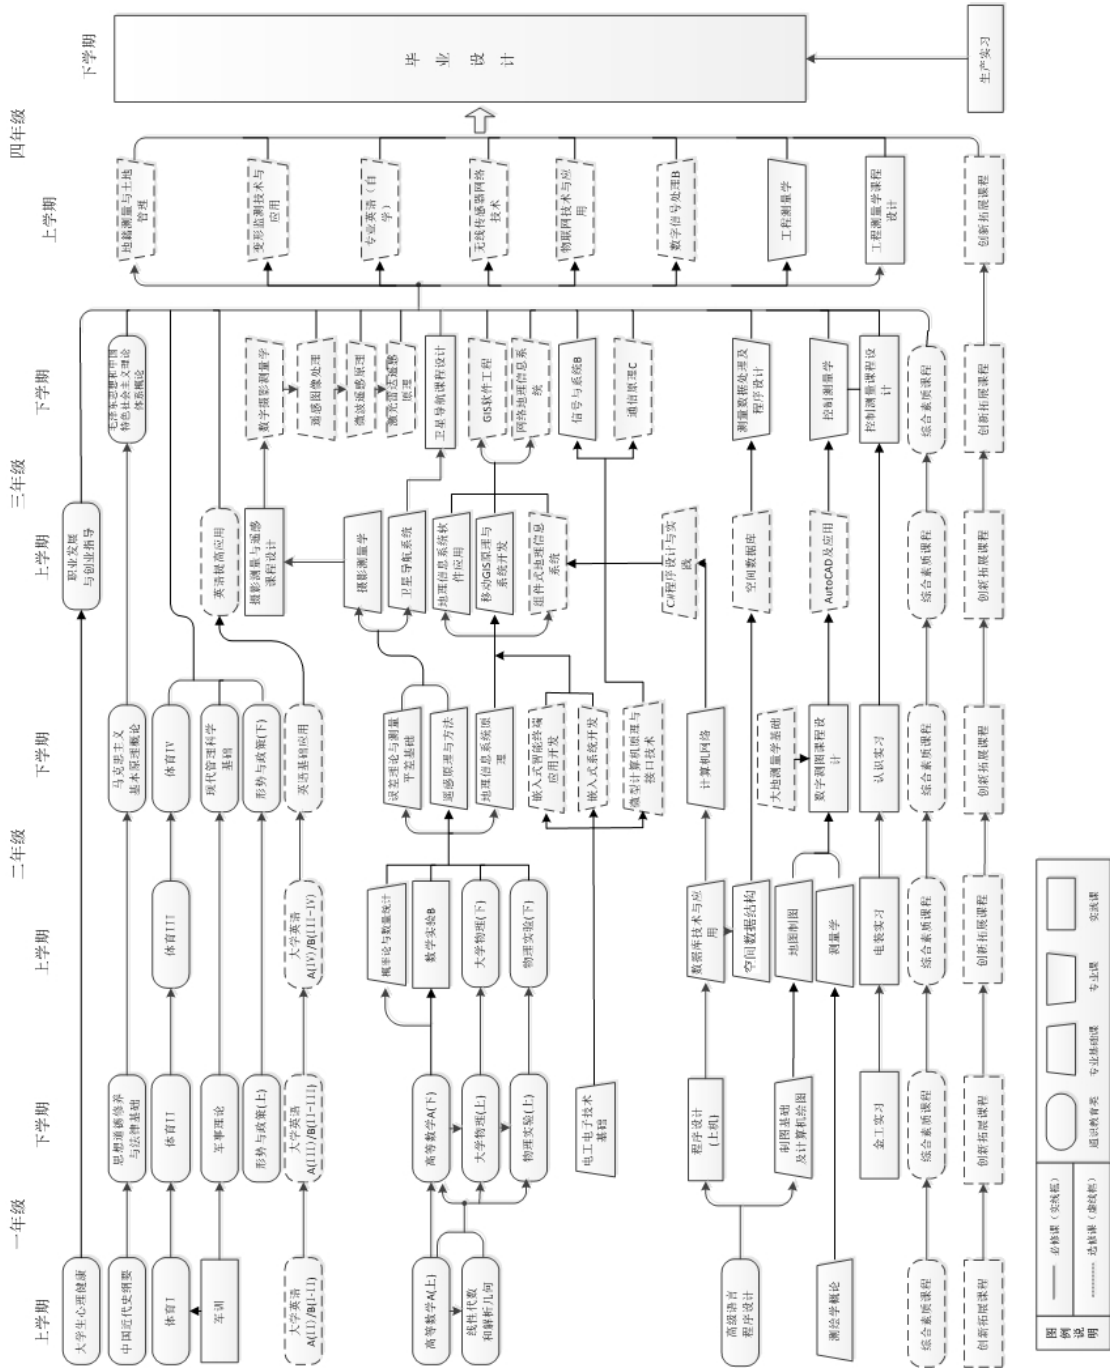 一年级
二年级
三年级
四年级
上学期
下学期
上学期
下学期
上学期
下学期
上学期
下学期
大学生心理健康
职业发展
与创业指导
中国近代史纲要
思想道德修养
与法律基础
马克思主义
基本原理概论
毛泽东思想和中国
特色社会主义理论
体系概论
体育I
体育II
体育III
体育IV
军训
军事理论
现代管理科学
基础
形势与政策(上)
形势与政策(下)
大学英语
A(II)/B(I-II)
大学英语
A(III)/B(I-III)
大学英语
A(IV)/B(III-IV)
英语基础应用
英语提高应用
摄影测量与遥感
课程设计
数字摄影测量学
遥感图像处理
微波遥感原理
激光雷达遥感
原理
高等数学A(上)
高等数学A(下)
概率论与数量统计
数学实验B
线性代数
和解析几何
大学物理(上)
大学物理(下)
物理实验(上)
物理实验(下)
误差理论与测量
平差基础
遥感原理与方法
地理信息系统原
理
摄影测量学
卫星导航系统
卫星导航课程设计
地理信息系统软
件应用
移动GIS原理与
系统开发
组件式地理信息
系统
GIS软件工程
网络地理信息系
统
电工电子技术
基础
嵌入式智能终端
应用开发
嵌入式系统开发
微型计算机原理与
接口技术
信号与系统B
通信原理C
高级语言
程序设计
程序设计
(上机)
数据库技术与应
用
计算机网络
C#程序设计与实
践
制图基础
及计算机绘图
空间数据结构
空间数据库
测量数据处理及
程序设计
地图制图
测量学
测绘学概论
大地测量学基础
数字测图课程设
计
AutoCAD及应用
控制测量学
金工实习
电装实习
认识实习
控制测量课程设
计
综合素质课程
综合素质课程
综合素质课程
综合素质课程
综合素质课程
综合素质课程
创新拓展课程
创新拓展课程
创新拓展课程
创新拓展课程
创新拓展课程
创新拓展课程
创新拓展课程
地籍测量与土地
管理
变形监测技术与
应用
专业英语（自
学）
无线传感器网络
技术
物联网技术与应
用
数字信号处理B
工程测量学
工程测量学课程
设计
毕 业 设 计
生产实习
图例说明
必修课（实线框）
选修课（虚线框）
通识教育类
专业基础课
专业课
实践课